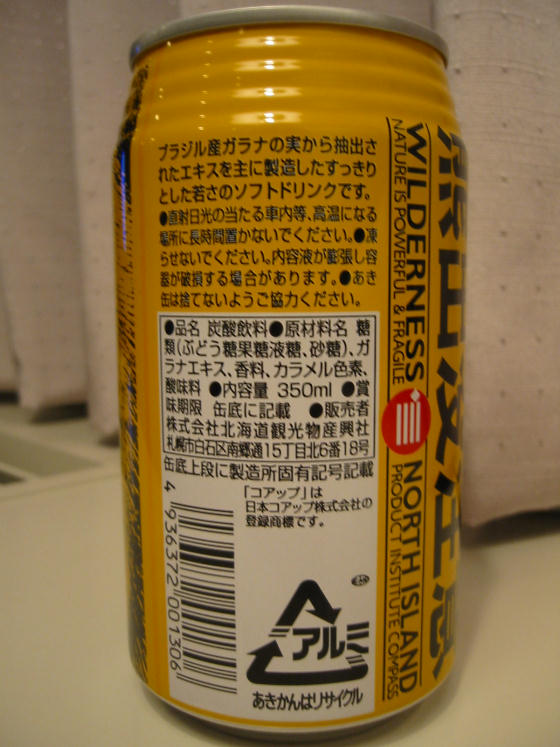 ブラジル産ガラナの実から抽出さ
れたエキスを主に製造したすっきり
とした若さのソフトドリンクです。
●直射日光の当たる車内等、高温になる
場所に長時間置かないでください。●凍
らせないでください。内容液が膨張し容
器が破損する場合があります。●あき
缶は捨てないようご協力ください。
●品名 炭酸飲料●原材料名 糖
類(ぶどう糖果糖液糖、砂糖)、ガ
ラナエキス、香料、カラメル色素、
酸味料 ●内容量 350ml ●賞
味期限 缶底に記載 ●販売者
株式会社北海道観光物産興社
札幌市白石区南郷通15丁目北6番18号
缶底上段に製造所固有記号記載
「コアップ」は
日本コアップ株式会社の
登録商標です。
4 936372 001306
アルミ
あきかんはリサイクル
WILDERNESS
NATURE IS POWERFUL & FRAGILE
NORTH ISLAND
PRODUCT INSTITUTE COMPASS
熊出没注意